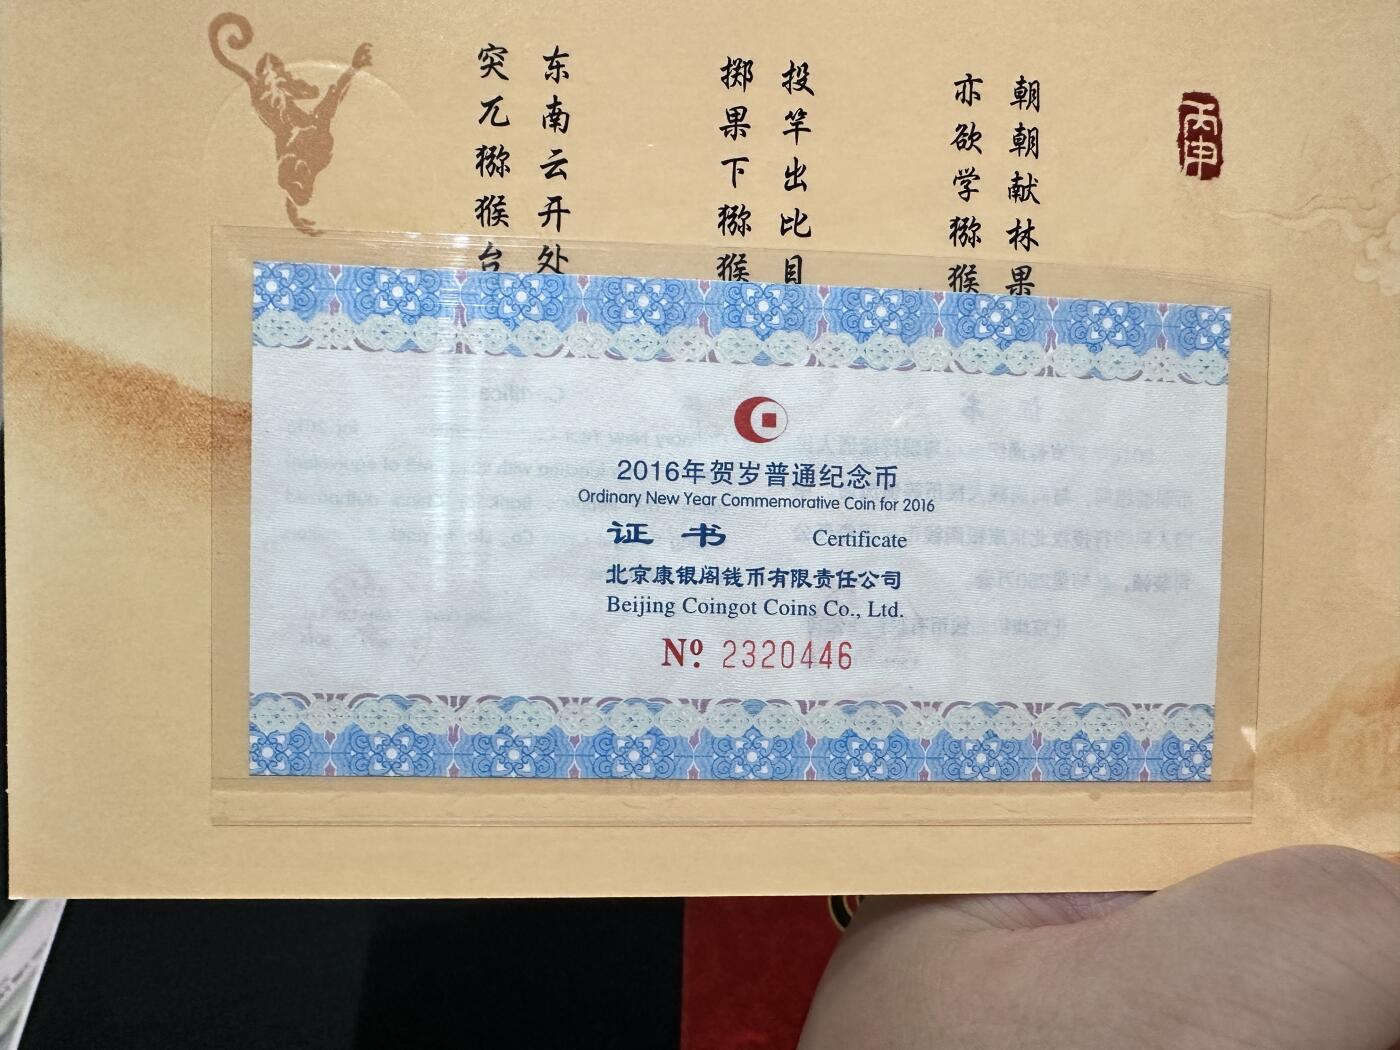 丙申
朝朝献林果
亦欲学猕猴
投竿出比目
掷果下猕猴
东南云开处
突兀猕猴台
2016年贺岁普通纪念币
Ordinary New Year Commemorative Coin for 2016
证书 Certificate
北京康银阁钱币有限责任公司
Beijing Coingot Coins Co., Ltd.
Nº 2320446